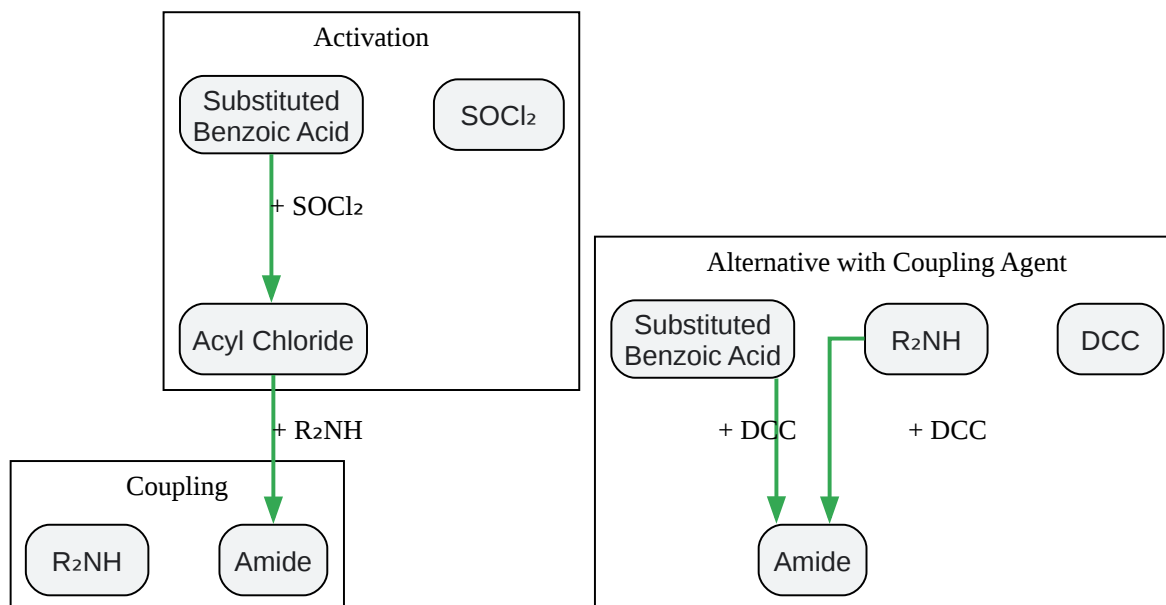 Activation
Substituted
Benzoic Acid
SOCl₂
+ SOCl₂
Acyl Chloride
+ R₂NH
Coupling
R₂NH
Amide
Alternative with Coupling Agent
Substituted
Benzoic Acid
R₂NH
DCC
+ DCC
+ DCC
Amide